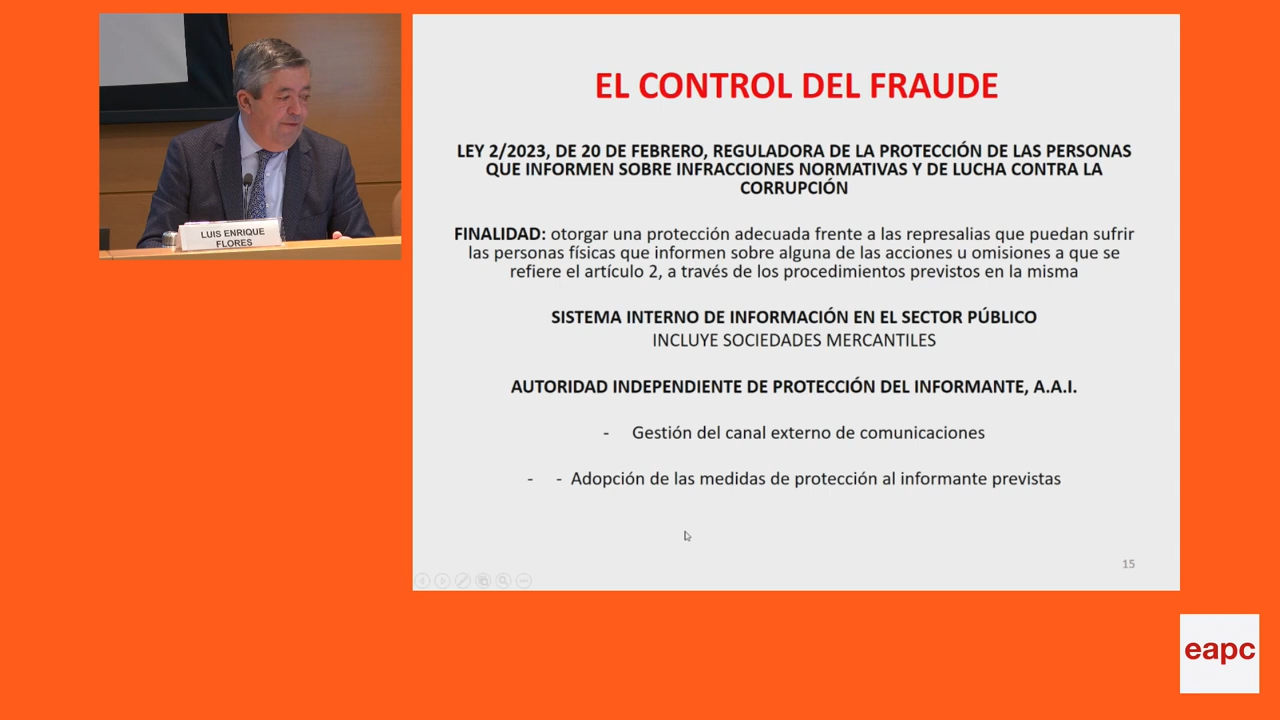 LUIS ENRIQUE
FLORES
EL CONTROL DEL FRAUDE
LEY 2/2023, DE 20 DE FEBRERO, REGULADORA DE LA PROTECCIÓN DE LAS PERSONAS
QUE INFORMEN SOBRE INFRACCIONES NORMATIVAS Y DE LUCHA CONTRA LA
CORRUPCIÓN
FINALIDAD: otorgar una protección adecuada frente a las represalias que puedan sufrir
las personas físicas que informen sobre alguna de las acciones u omisiones a que se
refiere el artículo 2, a través de los procedimientos previstos en la misma
SISTEMA INTERNO DE INFORMACIÓN EN EL SECTOR PÚBLICO
INCLUYE SOCIEDADES MERCANTILES
AUTORIDAD INDEPENDIENTE DE PROTECCIÓN DEL INFORMANTE, A.A.I.
- Gestión del canal externo de comunicaciones
- - Adopción de las medidas de protección al informante previstas
15
eapc